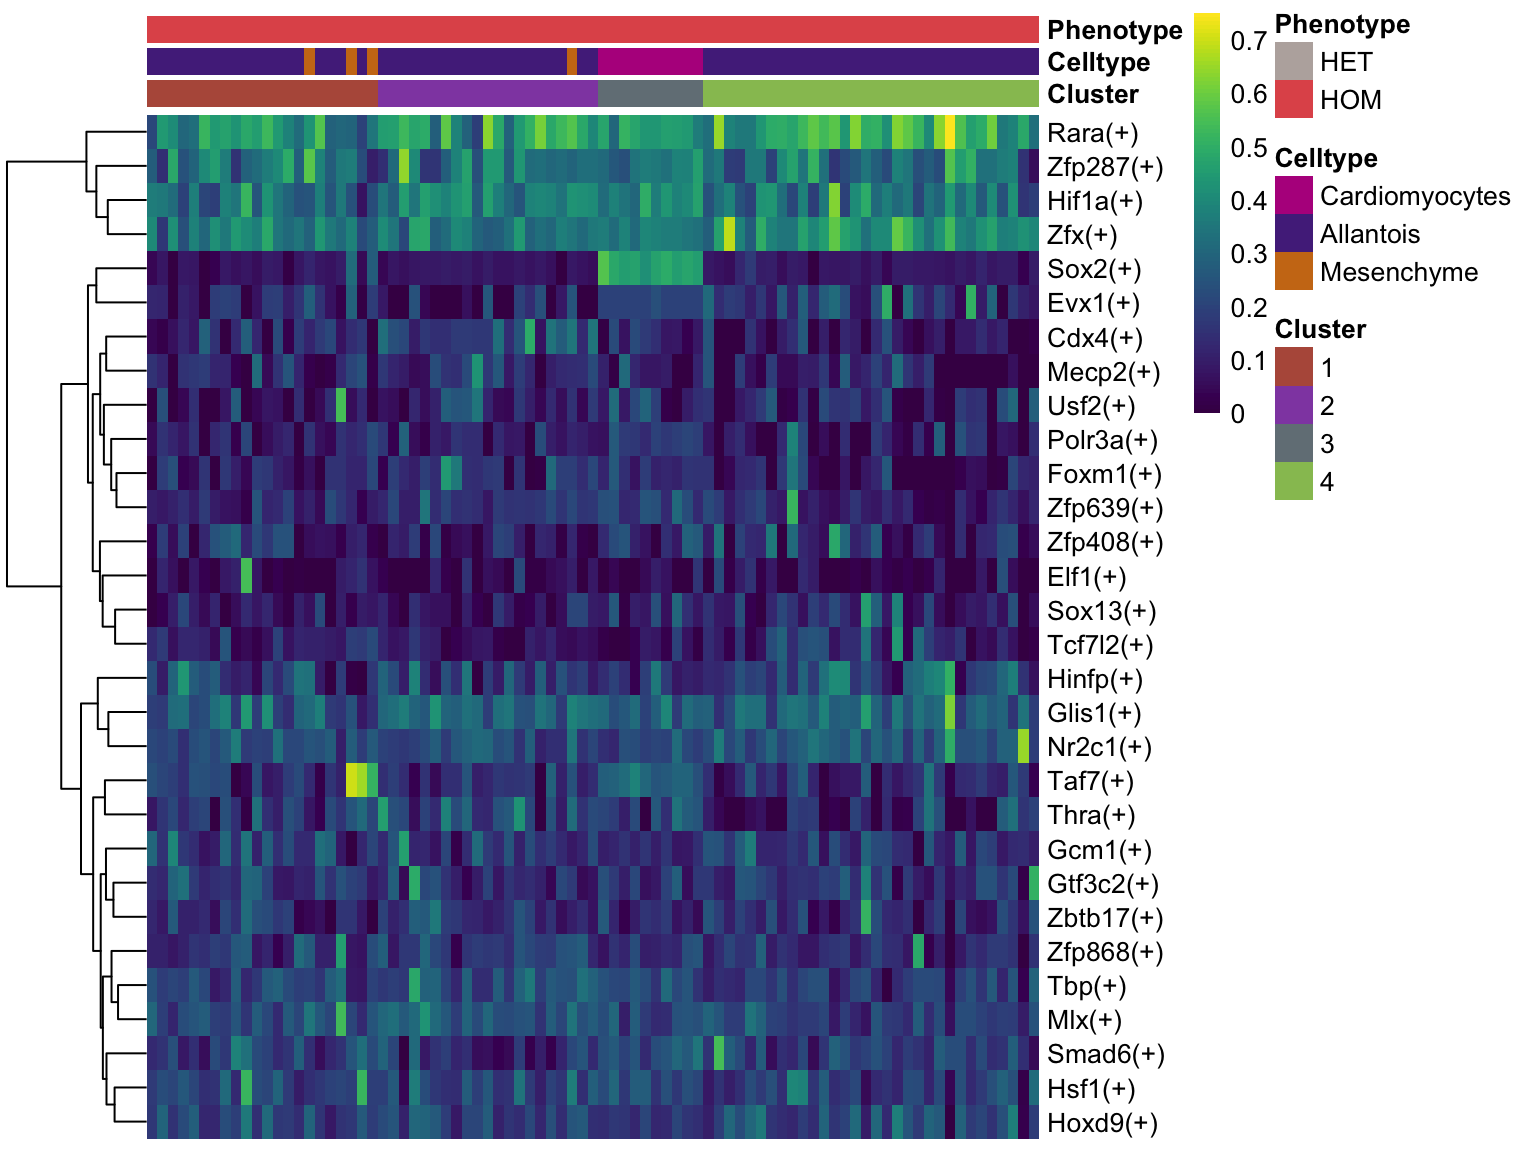 Phenotype
Celltype
Cluster
Rara(+)
Zfp287(+)
Hif1a(+)
Zfx(+)
Sox2(+)
Evx1(+)
Cdx4(+)
Mecp2(+)
Usf2(+)
Polr3a(+)
Foxm1(+)
Zfp639(+)
Zfp408(+)
Elf1(+)
Sox13(+)
Tcf7l2(+)
Hinfp(+)
Glis1(+)
Nr2c1(+)
Taf7(+)
Thra(+)
Gcm1(+)
Gtf3c2(+)
Zbtb17(+)
Zfp868(+)
Tbp(+)
Mlx(+)
Smad6(+)
Hsf1(+)
Hoxd9(+)
0.7
0.6
0.5
0.4
0.3
0.2
0.1
0
Phenotype
HET
HOM
Celltype
Cardiomyocytes
Allantois
Mesenchyme
Cluster
1
2
3
4